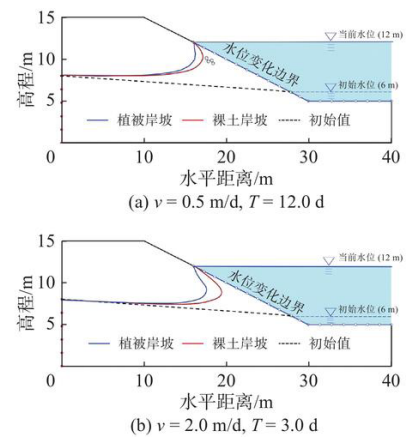 15
10
5
0
高程/m
当前水位 (12 m)
水位变化边界
初始水位 (6 m)
植被岸坡
裸土岸坡
初始值
0
10
20
30
40
水平距离/m
(a) v = 0.5 m/d, T = 12.0 d
15
10
5
0
高程/m
当前水位 (12 m)
水位变化边界
初始水位 (6 m)
植被岸坡
裸土岸坡
初始值
0
10
20
30
40
水平距离/m
(b) v = 2.0 m/d, T = 3.0 d